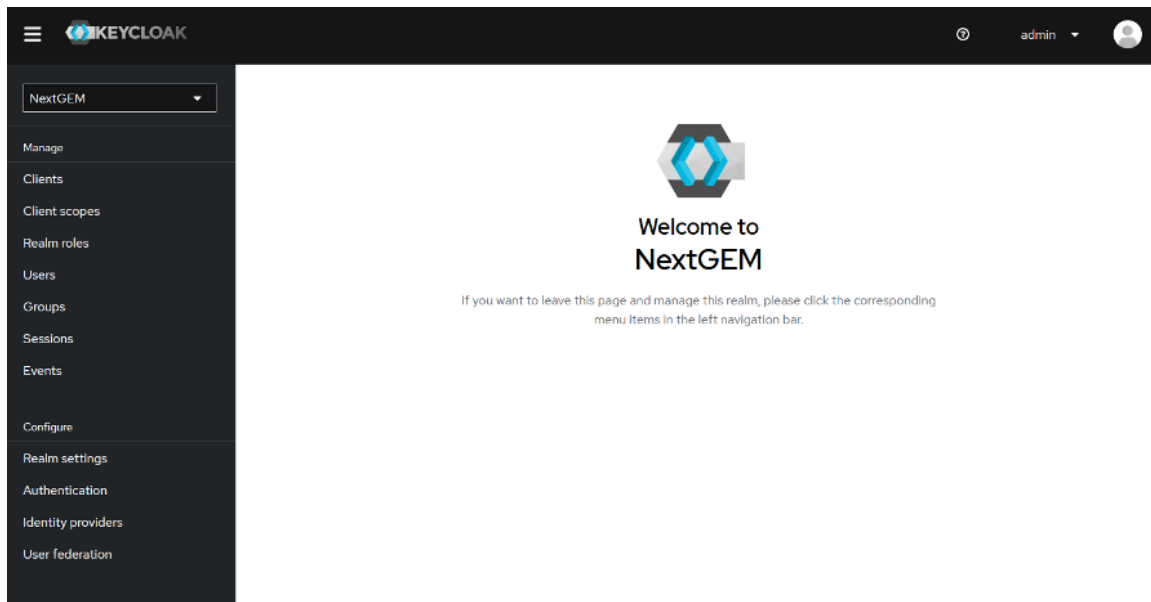 KEYCLOAK
admin
NextGEM
Manage
Clients
Client scopes
Realm roles
Users
Groups
Sessions
Events
Configure
Realm settings
Authentication
Identity providers
User federation
Welcome to
NextGEM
If you want to leave this page and manage this realm, please click the corresponding
menu items in the left navigation bar.